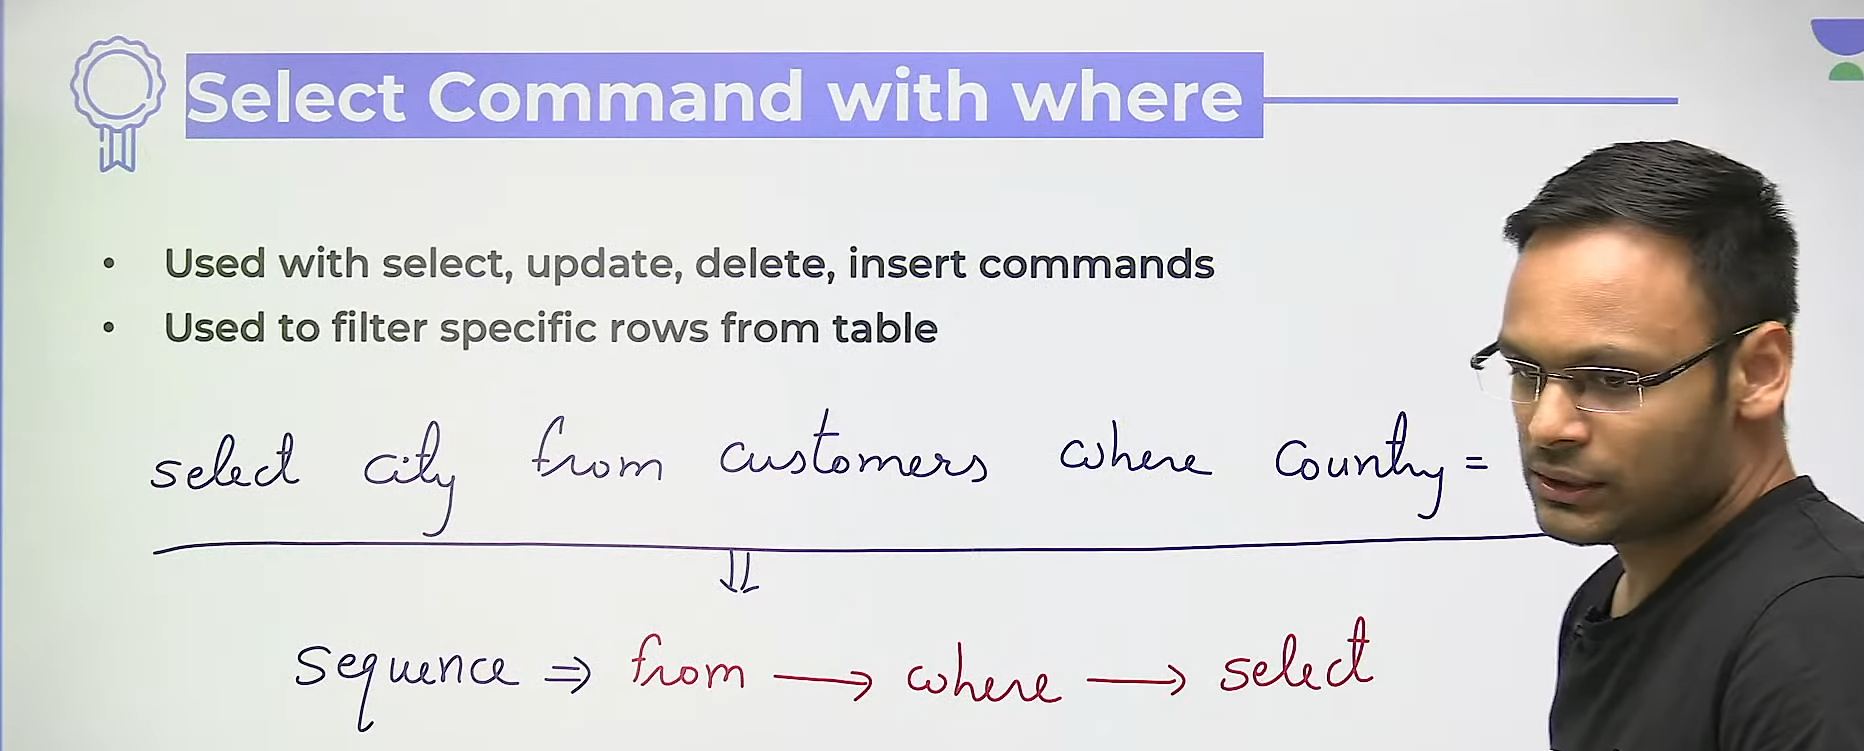 Select Command with where
• Used with select, update, delete, insert commands
• Used to filter specific rows from table
select city from customers where country =
sequence ⇒ from → where → select